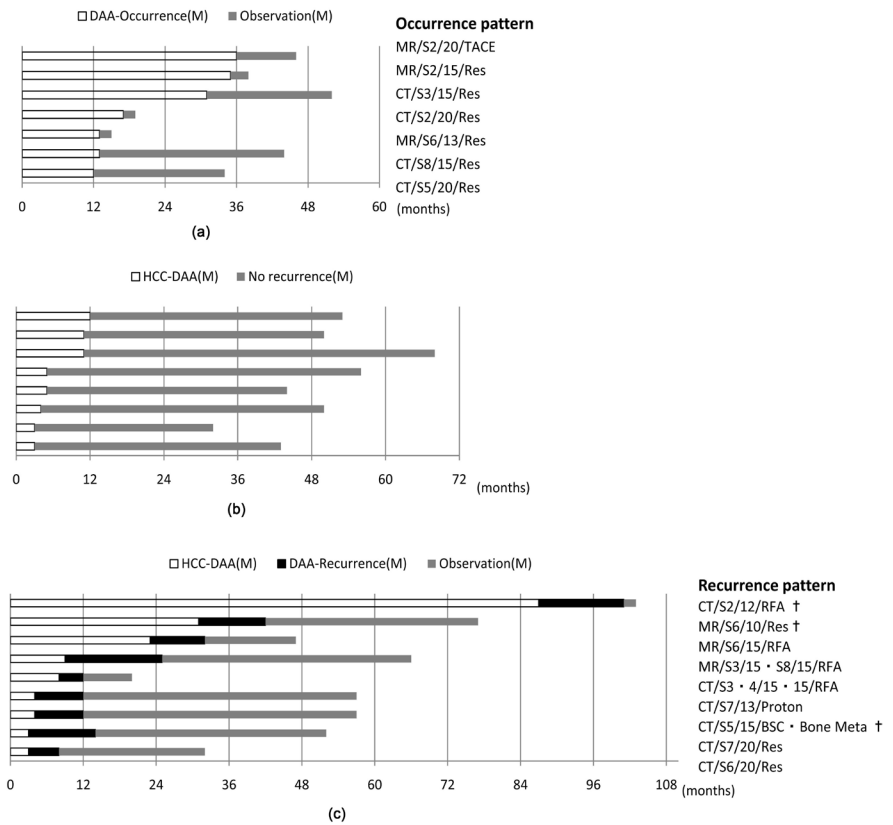 DAA-Occurrence(M) Observation(M)
Occurrence pattern
MR/S2/20/TACE
MR/S2/15/Res
CT/S3/15/Res
CT/S2/20/Res
MR/S6/13/Res
CT/S8/15/Res
CT/S5/20/Res
0 12 24 36 48 60 (months)
(a)
HCC-DAA(M) No recurrence(M)
0 12 24 36 48 60 72 (months)
(b)
HCC-DAA(M) DAA-Recurrence(M) Observation(M)
Recurrence pattern
CT/S2/12/RFA †
MR/S6/10/Res †
MR/S6/15/RFA
MR/S3/15・S8/15/RFA
CT/S3・4/15・15/RFA
CT/S7/13/Proton
CT/S5/15/BSC・Bone Meta †
CT/S7/20/Res
CT/S6/20/Res
0 12 24 36 48 60 72 84 96 108 (months)
(c)